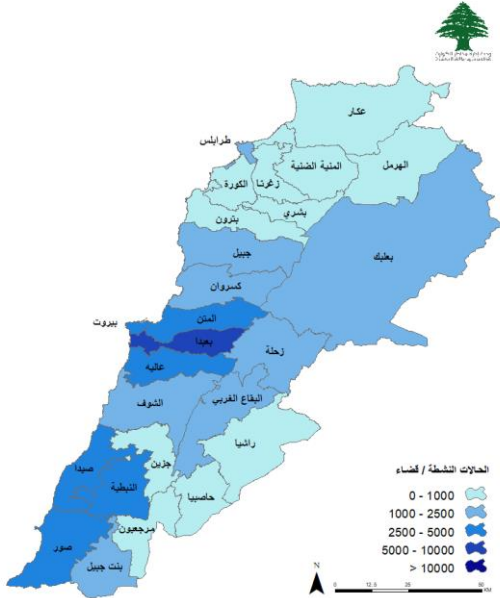 عكار
طرابلس
المنية الضنية
الهرمل
زغرتا
الكورة
بشري
بترون
بعلبك
جبيل
كسروان
المتن
بيروت
بعبدا
زحلة
عاليه
الشوف
البقاع الغربي
راشيا
صيدا
جزين
النبطية
حاصبيا
مرجعيون
صور
بنت جبيل
الحالات النشطة / قضاء
0 - 1000
1000 - 2500
2500 - 5000
5000 - 10000
> 10000
N
0 12.5 25 50
KM